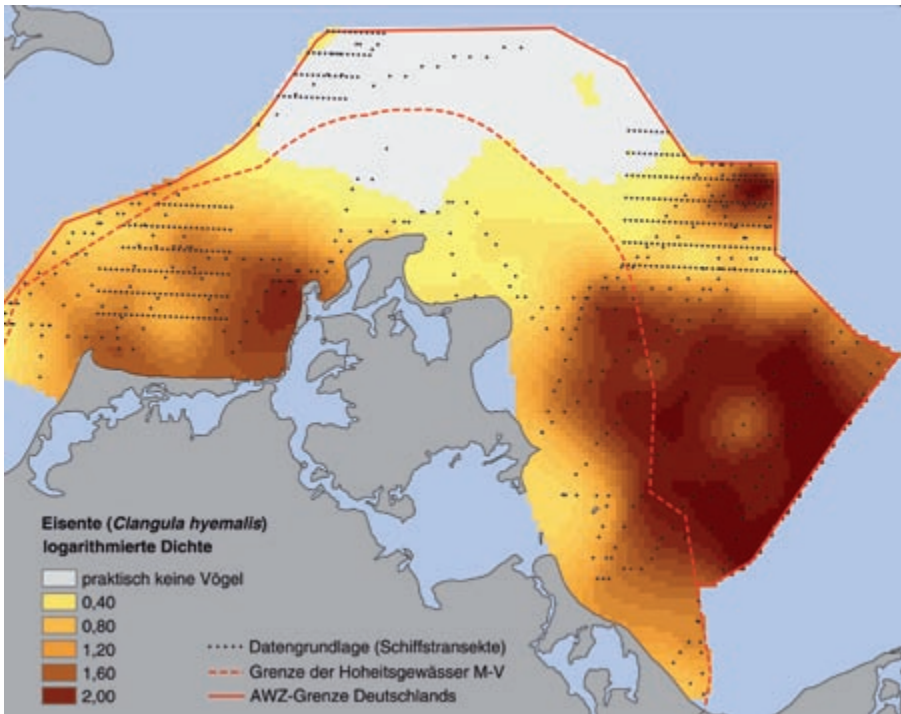 Eisente (Clangula hyemalis)
logarithmierte Dichte
praktisch keine Vögel
0,40
0,80
1,20
1,60
2,00
Datengrundlage (Schiffstransekte)
Grenze der Hoheitsgewässer M-V
AWZ-Grenze Deutschlands